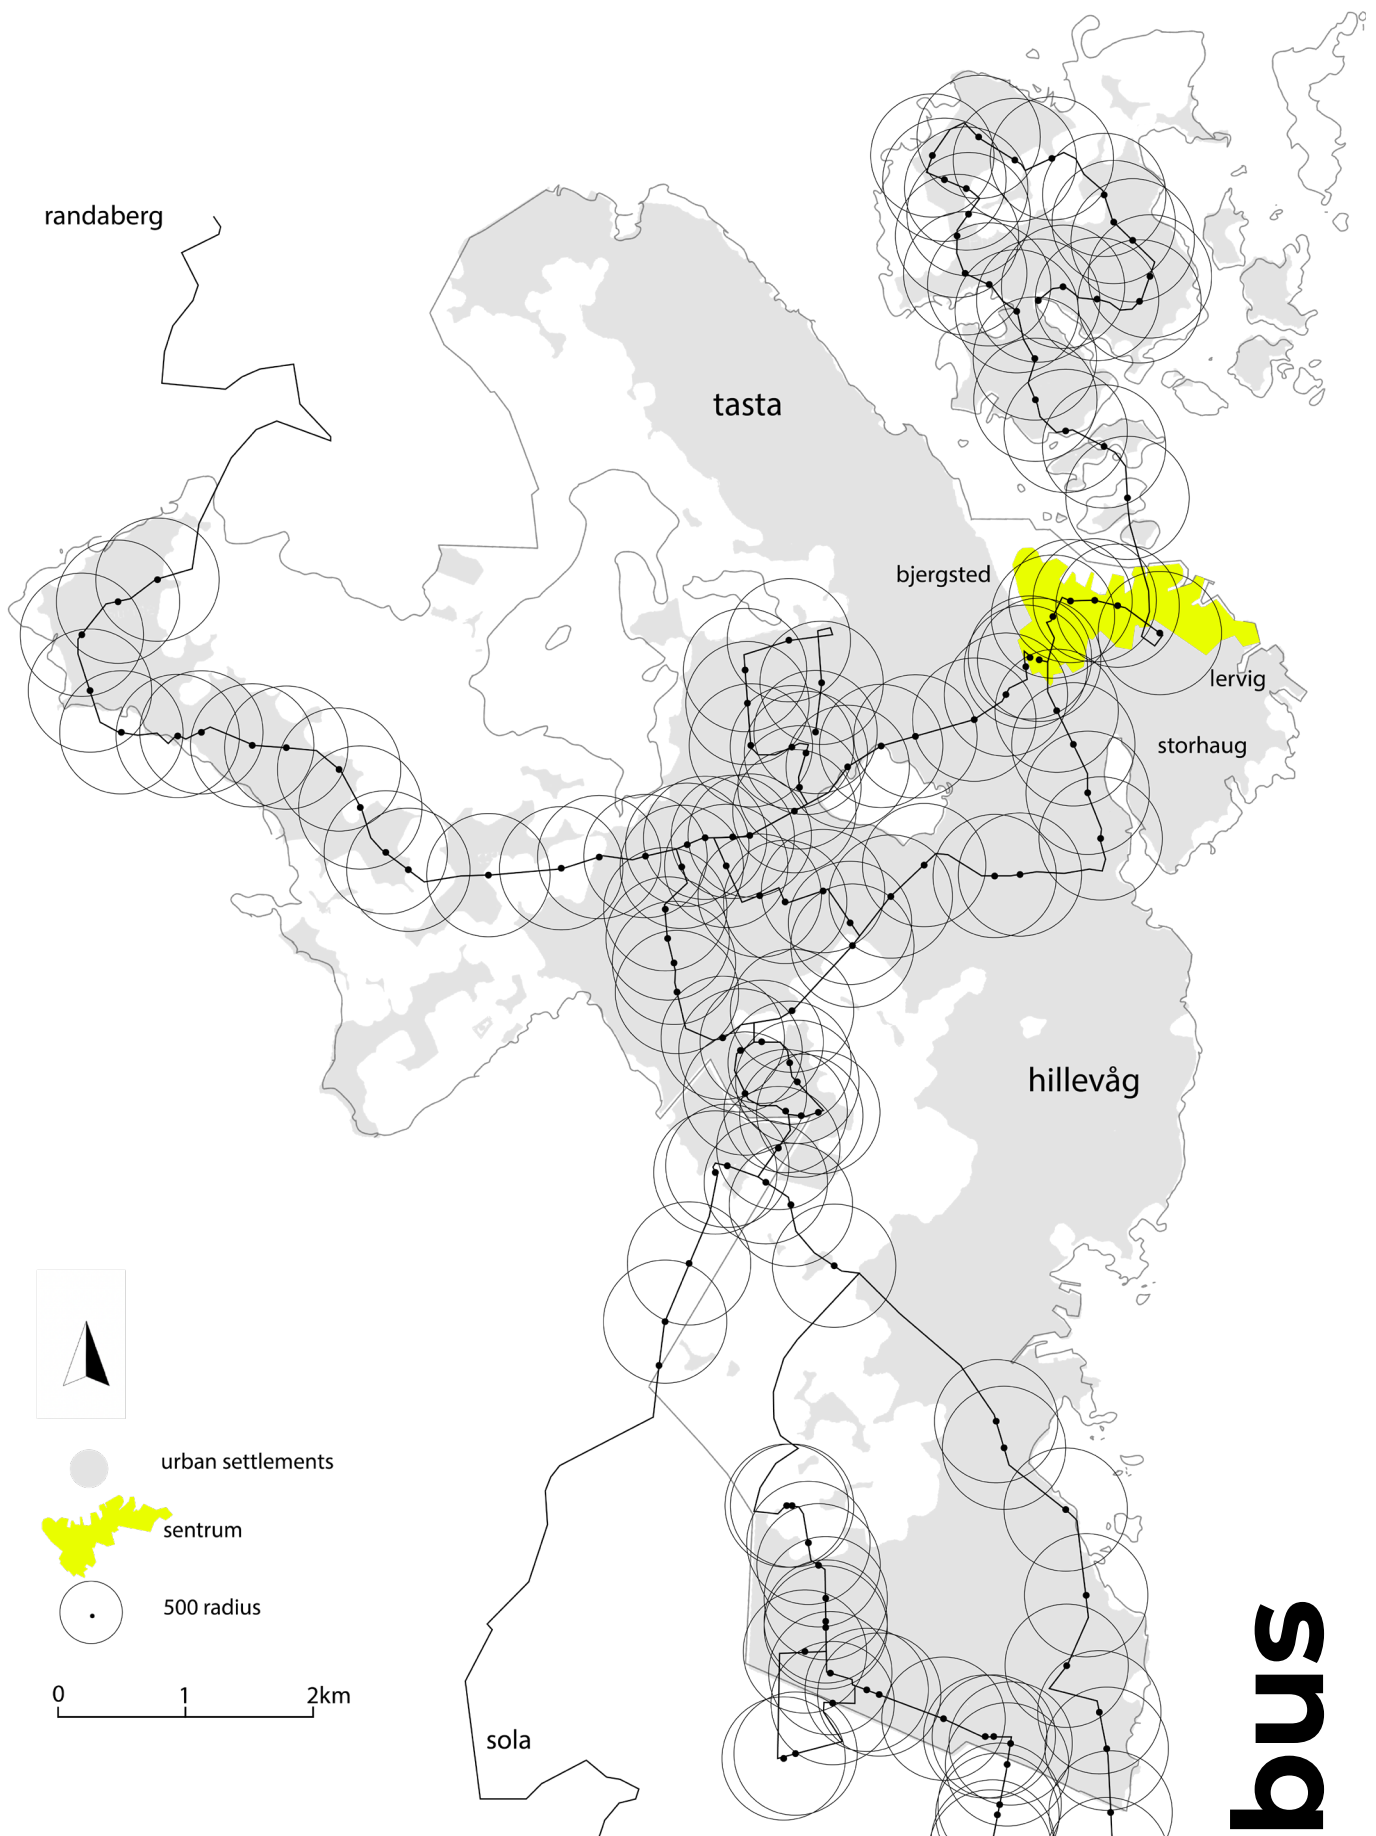 randaberg
tasta
bjergsted
lervig
storhaug
hillevåg
urban settlements
sentrum
500 radius
0 1 2km
sola
bus